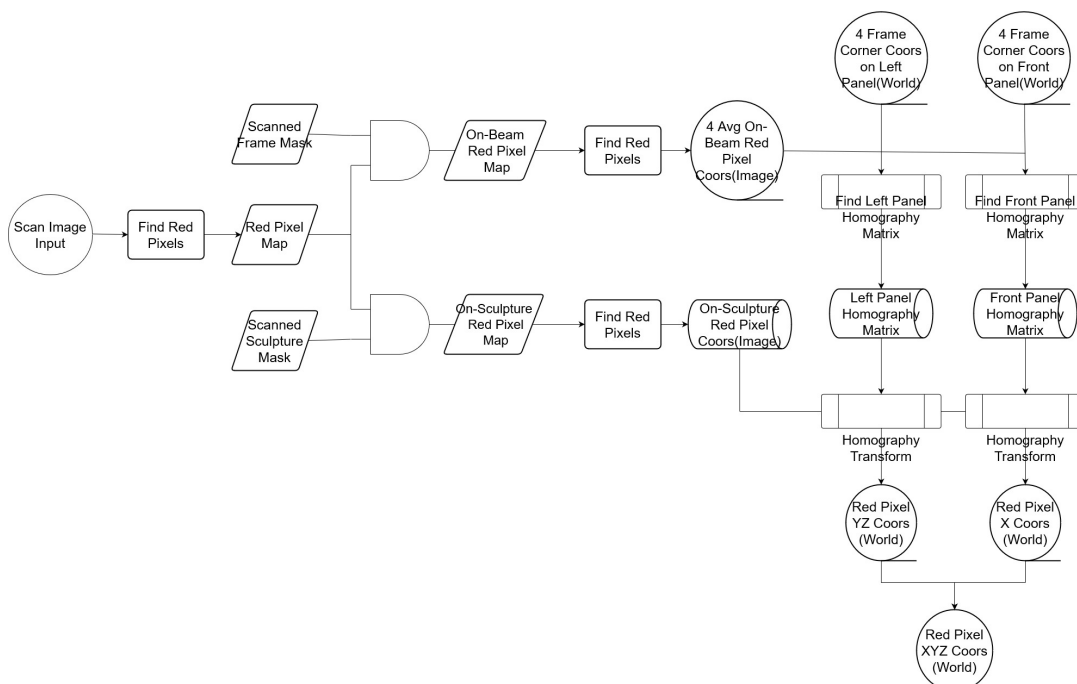 4 Frame
Corner Coors
on Left
Panel(World)
4 Frame
Corner Coors
on Front
Panel(World)
Scanned
Frame Mask
On-Beam
Red Pixel
Map
Find Red
Pixels
4 Avg On-
Beam Red
Pixel
Coors(Image)
Find Left Panel
Homography
Matrix
Find Front Panel
Homography
Matrix
Scan Image
Input
Find Red
Pixels
Red Pixel
Map
Scanned
Sculpture
Mask
On-Sculpture
Red Pixel
Map
Find Red
Pixels
On-Sculpture
Red Pixel
Coors(Image)
Left Panel
Homography
Matrix
Front Panel
Homography
Matrix
Homography
Transform
Homography
Transform
Red Pixel
YZ Coors
(World)
Red Pixel
X Coors
(World)
Red Pixel
XYZ Coors
(World)